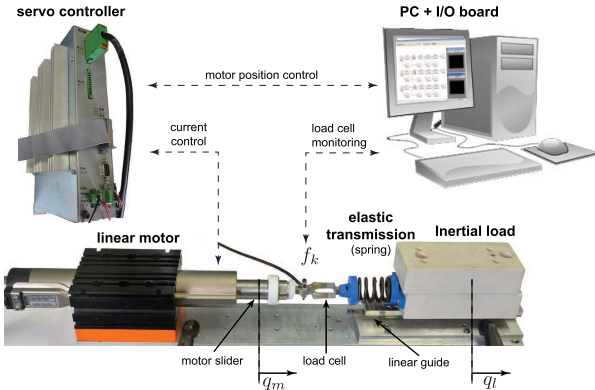 servo controller
PC + I/O board
motor position control
current
control
load cell
monitoring
elastic
transmission
(spring)
Inertial load
linear motor
f_k
motor slider
load cell
linear guide
q_m
q_l